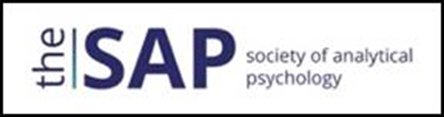 the SAP
society of analytical
psychology